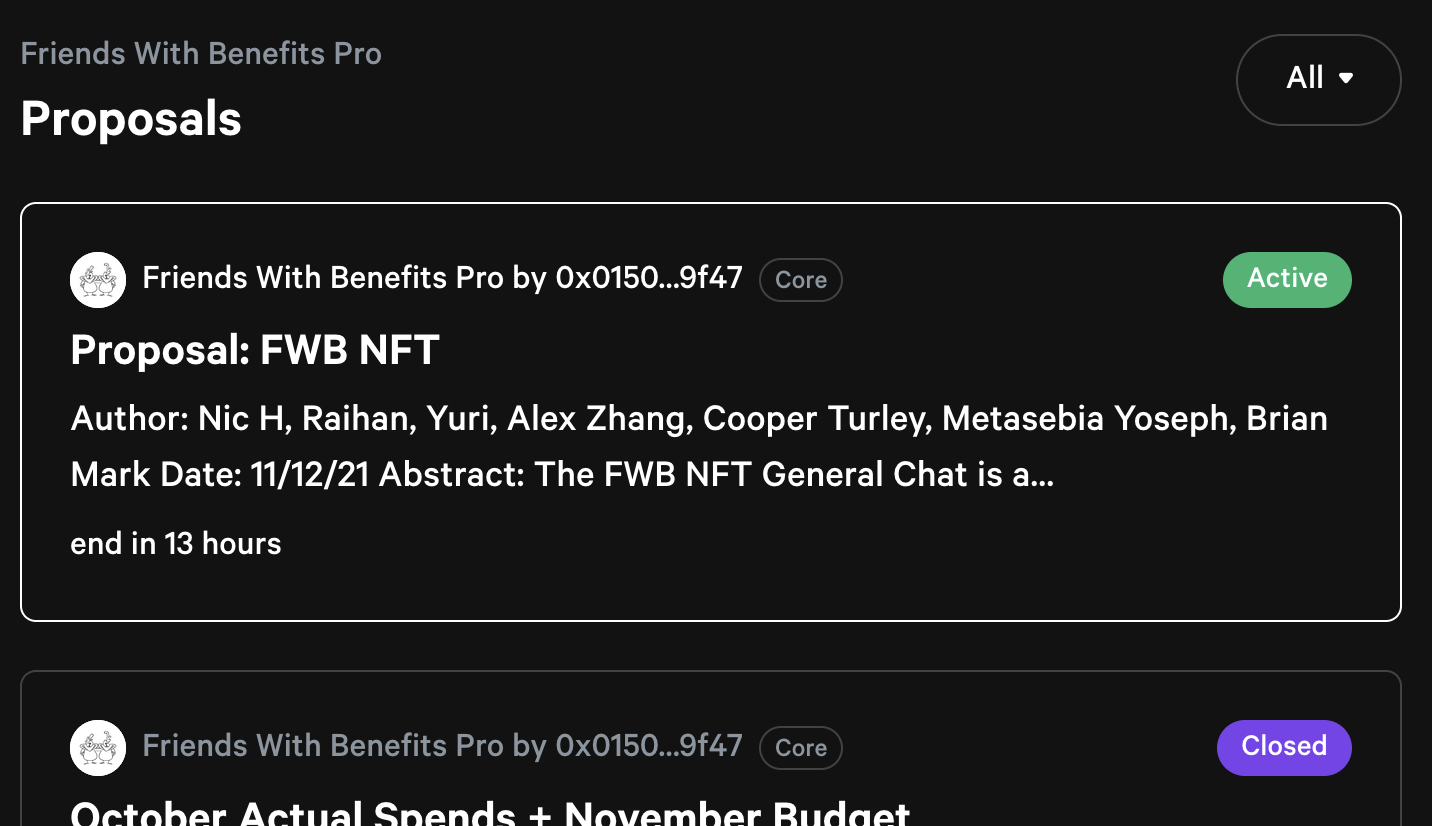 Friends With Benefits Pro
All
Proposals
Friends With Benefits Pro by 0x0150...9f47 Core Active
Proposal: FWB NFT
Author: Nic H, Raihan, Yuri, Alex Zhang, Cooper Turley, Metasebia Yoseph, Brian
Mark Date: 11/12/21 Abstract: The FWB NFT General Chat is a...
end in 13 hours
Friends With Benefits Pro by 0x0150...9f47 Core Closed
October Actual Spends + November Budget